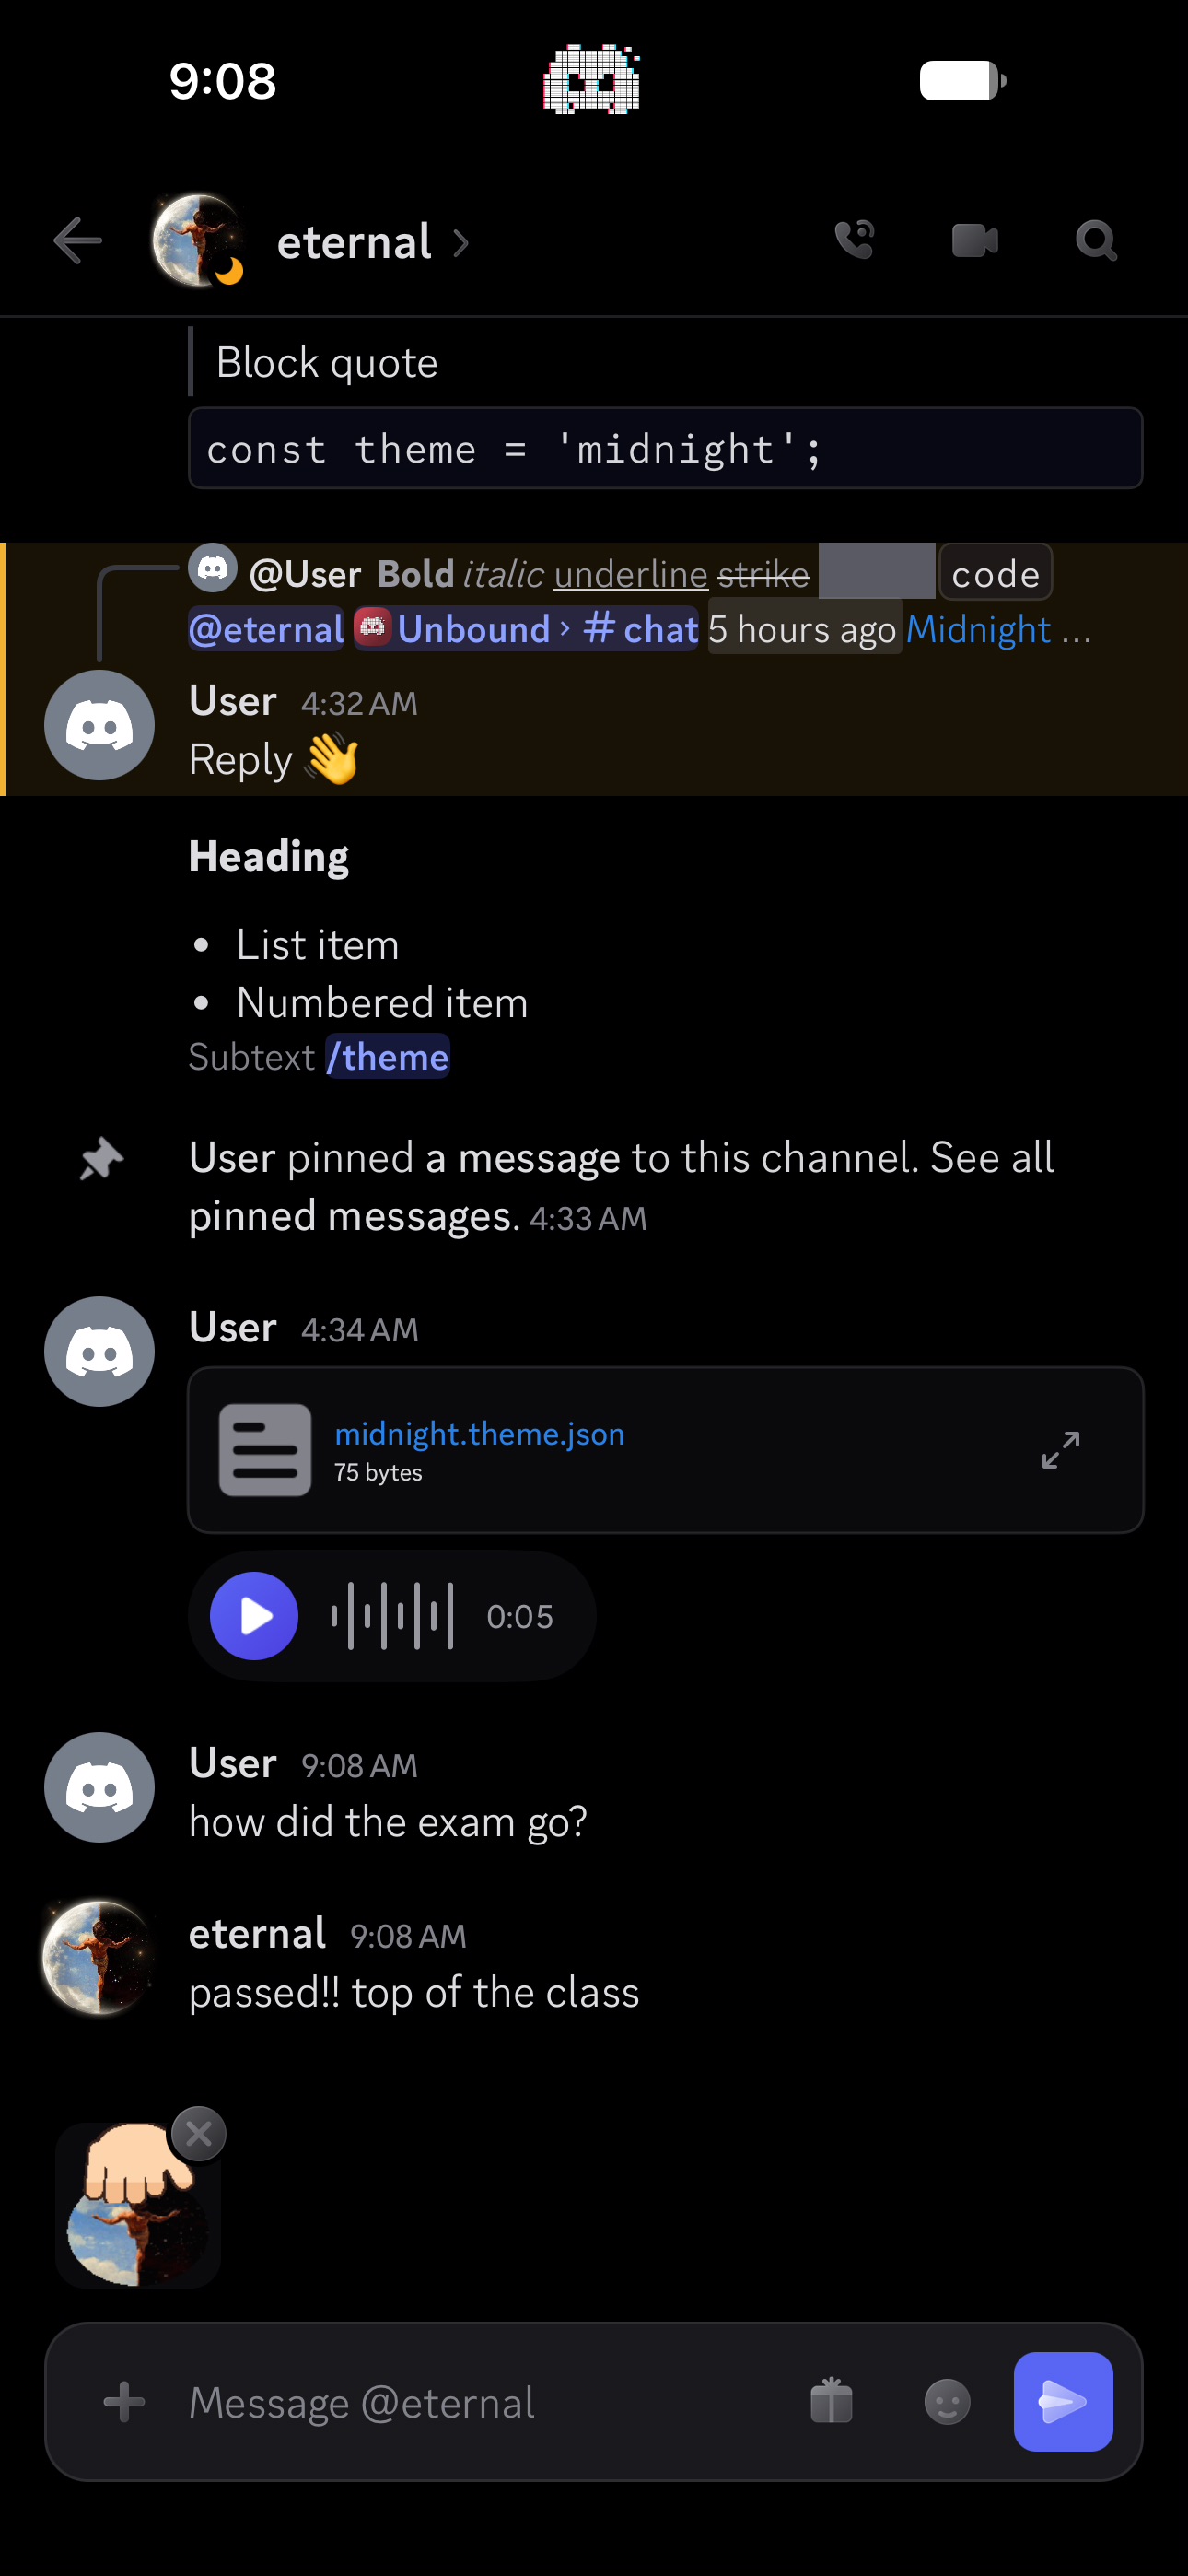 9:08
eternal
Block quote
const theme = 'midnight';
@User Bold italic underline strike code
@eternal Unbound › # chat 5 hours ago Midnight ...
User 4:32 AM
Reply 👋
Heading
• List item
• Numbered item
Subtext /theme
User pinned a message to this channel. See all
pinned messages. 4:33 AM
User 4:34 AM
midnight.theme.json
75 bytes
0:05
User 9:08 AM
how did the exam go?
eternal 9:08 AM
passed!! top of the class
Message @eternal